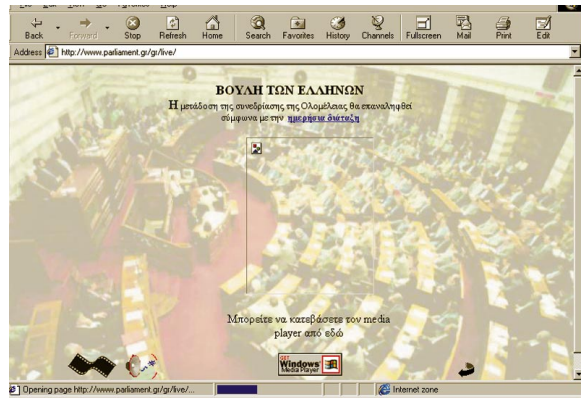 Back Forward Stop Refresh Home Search Favorites History Channels Fullscreen Mail Print Edit
Address http://www.parliament.gr/gr/live/
ΒΟΥΛΗ ΤΩΝ ΕΛΛΗΝΩΝ
Η μετάδοση της συνεδρίασης της Ολομέλειας θα επαναληφθεί
σύμφωνα με την ημερήσια διάταξη
Μπορείτε να κατεβάσετε τον media
player από εδώ
GET
Windows
Media Player
Opening page http://www.parliament.gr/gr/live/... Internet zone